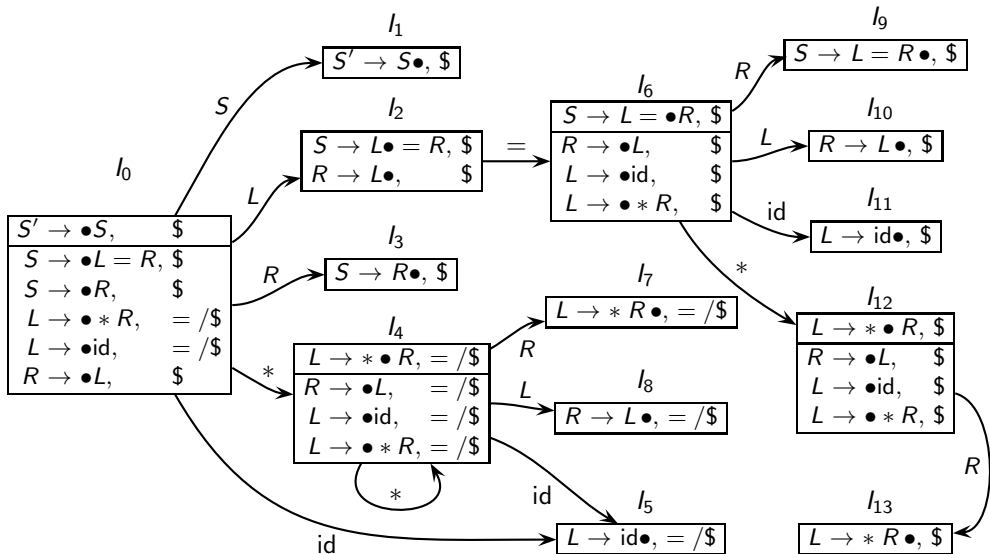 I₀
S′ → •S, $
S → •L = R, $
S → •R, $
L → • ∗ R, = /$
L → •id, = /$
R → •L, $
S
L
R
∗
id
I₁
S′ → S•, $
I₂
S → L• = R, $
R → L•, $
=
I₃
S → R•, $
I₄
L → ∗ • R, = /$
R → •L, = /$
L → •id, = /$
L → • ∗ R, = /$
∗
R
L
id
I₅
L → id•, = /$
I₆
S → L = •R, $
R → •L, $
L → •id, $
L → • ∗ R, $
R
L
id
∗
I₇
L → ∗ R •, = /$
I₈
R → L •, = /$
I₉
S → L = R •, $
I₁₀
R → L •, $
I₁₁
L → id•, $
I₁₂
L → ∗ • R, $
R → •L, $
L → •id, $
L → • ∗ R, $
R
I₁₃
L → ∗ R •, $